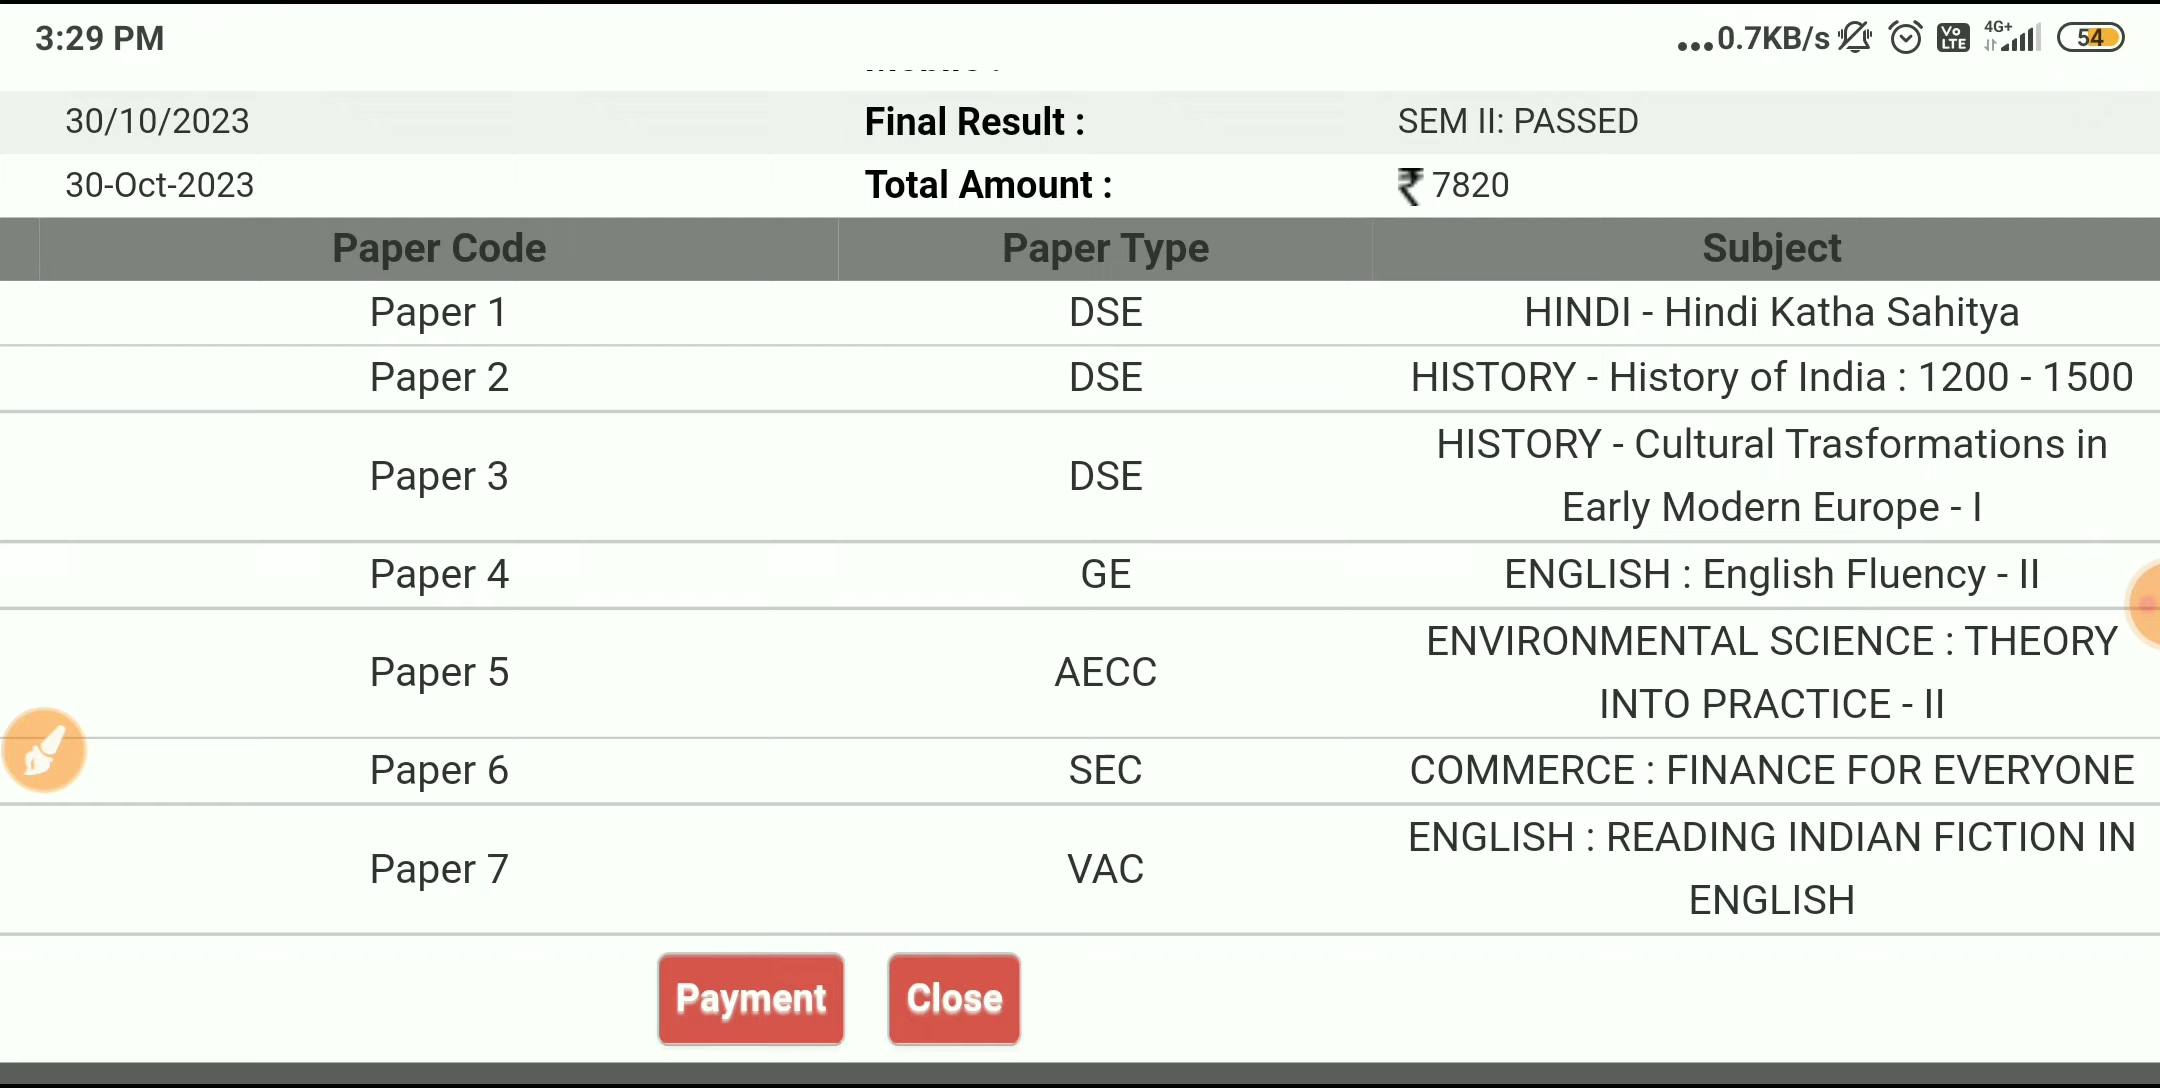 3:29 PM
...0.7KB/s Vo LTE 4G+ 54
30/10/2023 Final Result : SEM II: PASSED
30-Oct-2023 Total Amount : ₹ 7820
Paper Code Paper Type Subject
Paper 1 DSE HINDI - Hindi Katha Sahitya
Paper 2 DSE HISTORY - History of India : 1200 - 1500
Paper 3 DSE HISTORY - Cultural Trasformations in
Early Modern Europe - I
Paper 4 GE ENGLISH : English Fluency - II
Paper 5 AECC ENVIRONMENTAL SCIENCE : THEORY
INTO PRACTICE - II
Paper 6 SEC COMMERCE : FINANCE FOR EVERYONE
Paper 7 VAC ENGLISH : READING INDIAN FICTION IN
ENGLISH
Payment Close